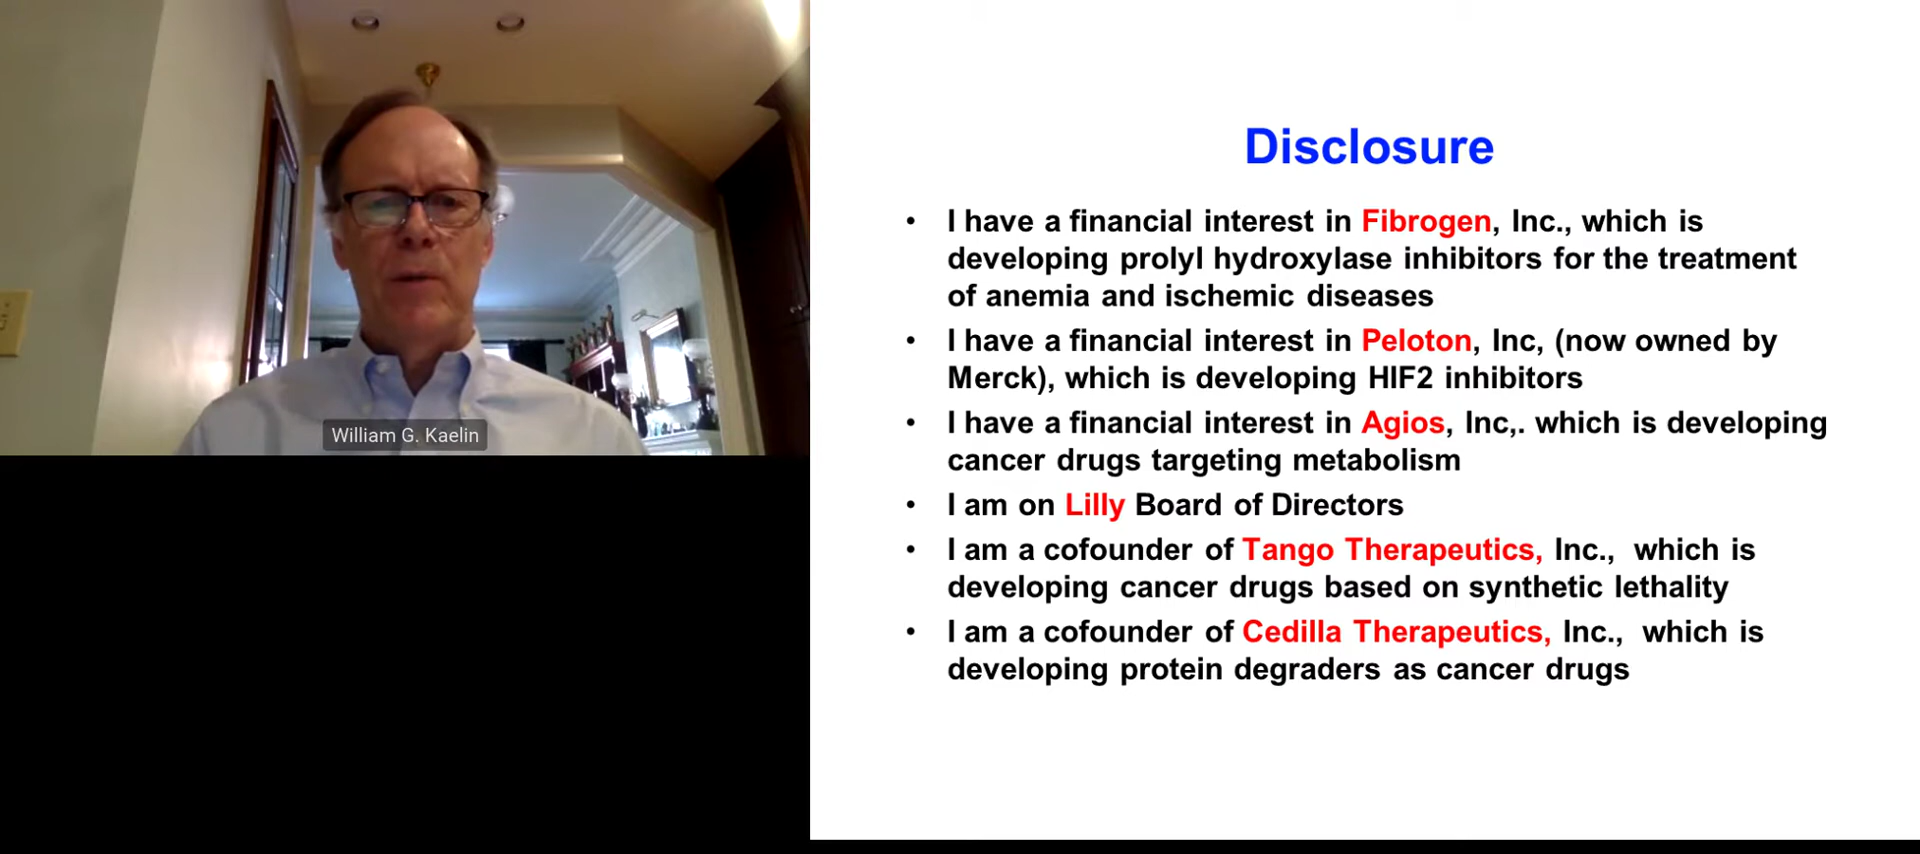 William G. Kaelin
Disclosure
• I have a financial interest in Fibrogen, Inc., which is
developing prolyl hydroxylase inhibitors for the treatment
of anemia and ischemic diseases
• I have a financial interest in Peloton, Inc, (now owned by
Merck), which is developing HIF2 inhibitors
• I have a financial interest in Agios, Inc,. which is developing
cancer drugs targeting metabolism
• I am on Lilly Board of Directors
• I am a cofounder of Tango Therapeutics, Inc., which is
developing cancer drugs based on synthetic lethality
• I am a cofounder of Cedilla Therapeutics, Inc., which is
developing protein degraders as cancer drugs